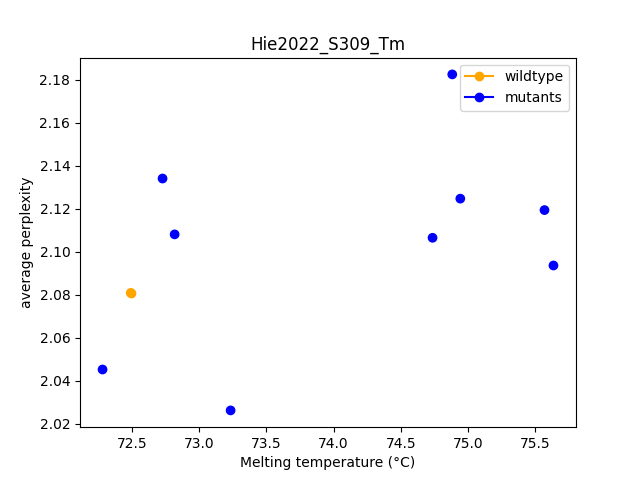 Hie2022_S309_Tm
wildtype
mutants
2.18
2.16
2.14
2.12
2.10
2.08
2.06
2.04
2.02
average perplexity
72.5 73.0 73.5 74.0 74.5 75.0 75.5
Melting temperature (°C)